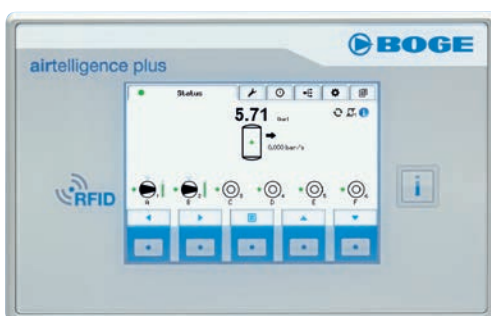 BOGE
airtelligence plus
Status
5.71
0,000 bar/s
RFID
A B C D E F
i